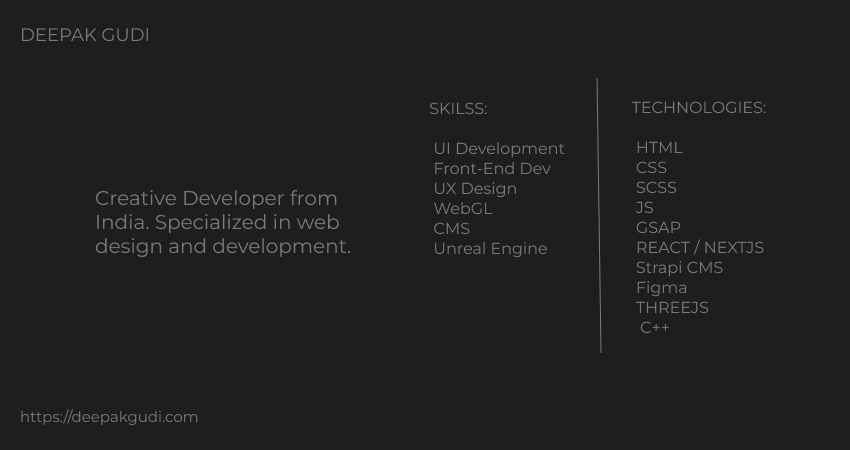 DEEPAK GUDI
Creative Developer from
India. Specialized in web
design and development.
SKILSS:
UI Development
Front-End Dev
UX Design
WebGL
CMS
Unreal Engine
TECHNOLOGIES:
HTML
CSS
SCSS
JS
GSAP
REACT / NEXTJS
Strapi CMS
Figma
THREEJS
C++
https://deepakgudi.com